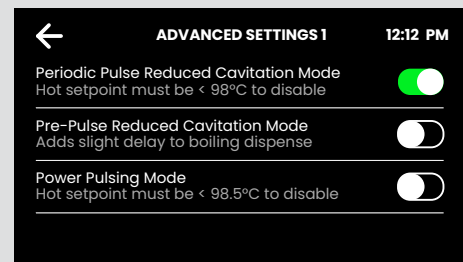 ADVANCED SETTINGS 1 12:12 PM
Periodic Pulse Reduced Cavitation Mode
Hot setpoint must be < 98°C to disable
Pre-Pulse Reduced Cavitation Mode
Adds slight delay to boiling dispense
Power Pulsing Mode
Hot setpoint must be < 98.5°C to disable